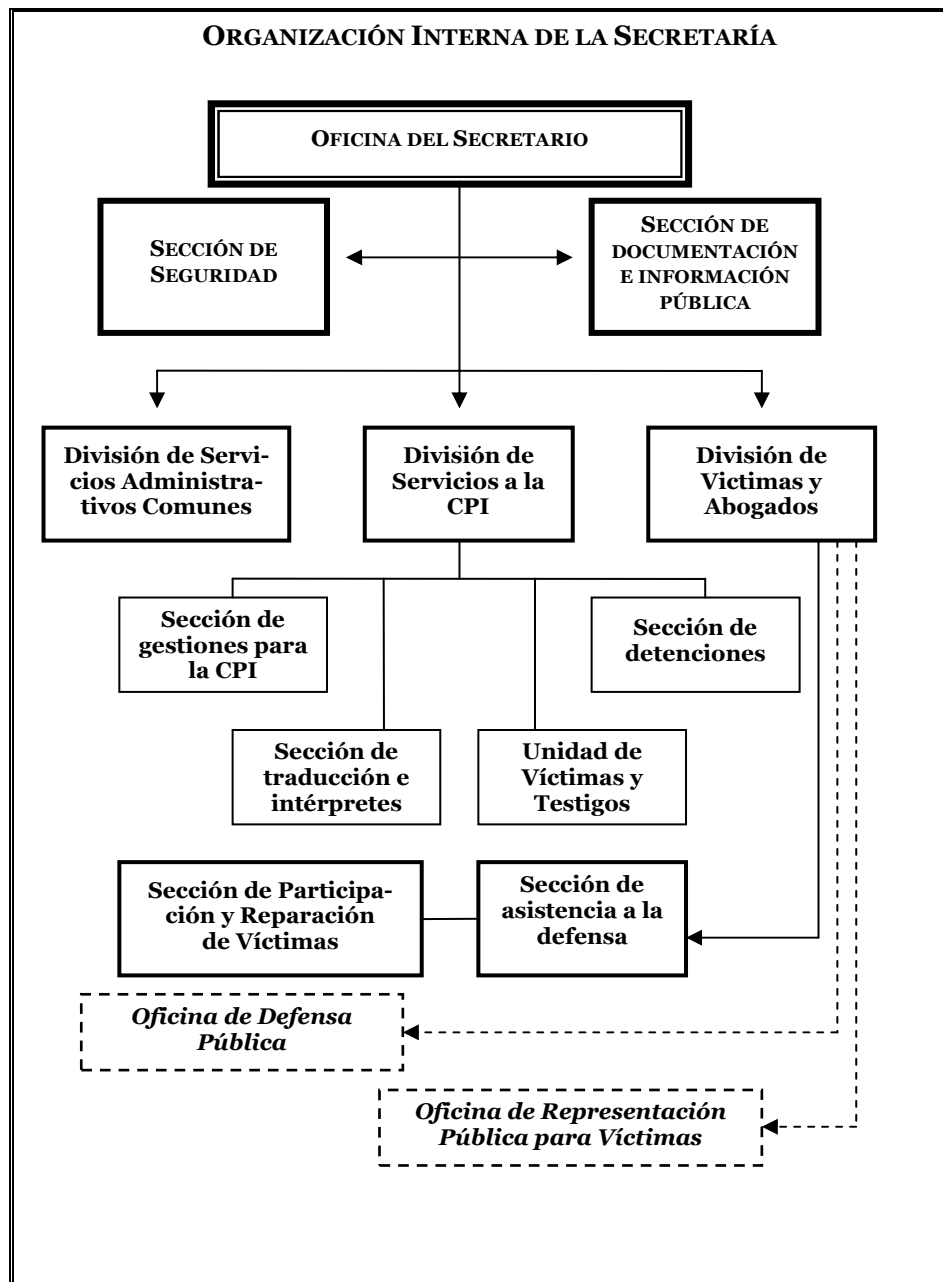 ORGANIZACIÓN INTERNA DE LA SECRETARÍA
OFICINA DEL SECRETARIO
SECCIÓN DE
SEGURIDAD
SECCIÓN DE
DOCUMENTACIÓN
E INFORMACIÓN
PÚBLICA
División de Servi-
cios Administra-
tivos Comunes
División de
Servicios a la
CPI
División de
Victimas y
Abogados
Sección de
gestiones para
la CPI
Sección de
detenciones
Sección de
traducción e
intérpretes
Unidad de
Víctimas y
Testigos
Sección de Participa-
ción y Reparación
de Víctimas
Sección de
asistencia a la
defensa
Oficina de Defensa
Pública
Oficina de Representación
Pública para Víctimas